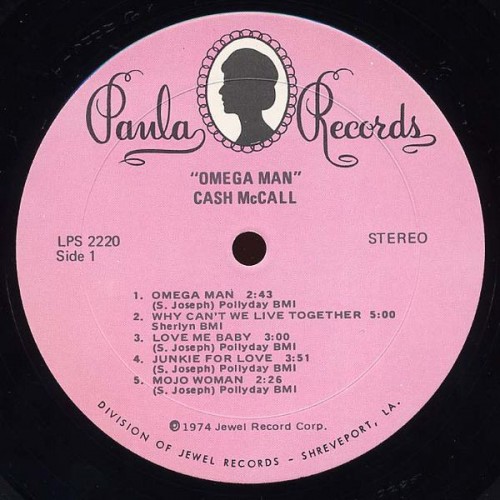 Paula Records
"OMEGA MAN"
CASH McCALL
LPS 2220
Side 1
STEREO
1. OMEGA MAN 2:43
(S. Joseph) Pollyday BMI
2. WHY CAN'T WE LIVE TOGETHER 5:00
Sherlyn BMI
3. LOVE ME BABY 3:00
(S. Joseph) Pollyday BMI
4. JUNKIE FOR LOVE 3:51
(S. Joseph) Pollyday BMI
5. MOJO WOMAN 2:26
(S. Joseph) Pollyday BMI
℗1974 Jewel Record Corp.
DIVISION OF JEWEL RECORDS - SHREVEPORT, LA.